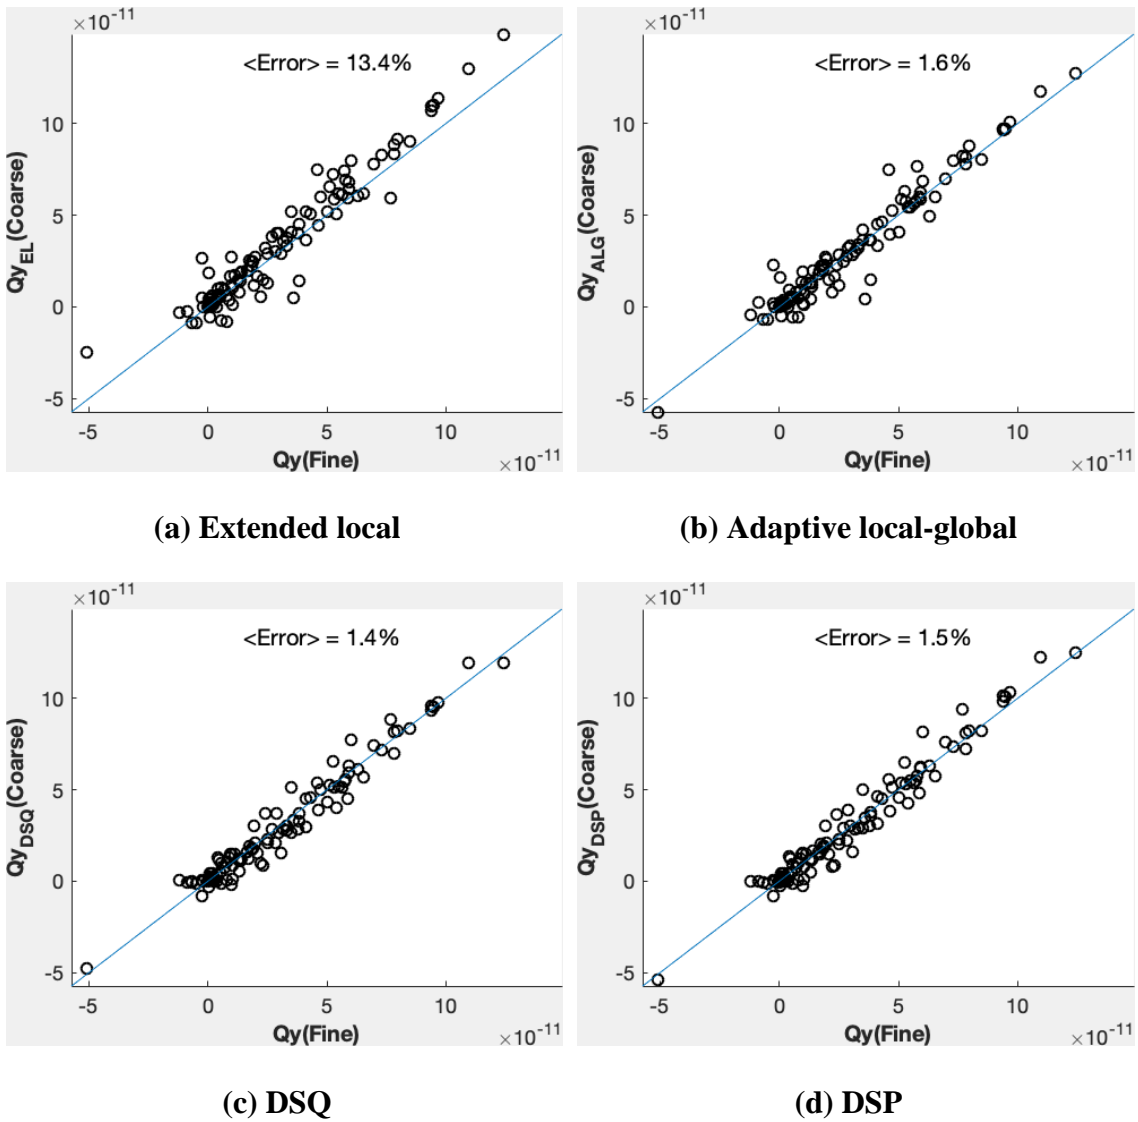 ×10-11 ×10-11
<Error> = 13.4% <Error> = 1.6%
10 10
QyEL(Coarse) QyALG(Coarse)
5 5
0 0
-5 -5
-5 0 5 10 -5 0 5 10
Qy(Fine) ×10-11 Qy(Fine) ×10-11
(a) Extended local (b) Adaptive local-global
×10-11 ×10-11
<Error> = 1.4% <Error> = 1.5%
10 10
QyDSQ(Coarse) QyDSP(Coarse)
5 5
0 0
-5 -5
-5 0 5 10 -5 0 5 10
Qy(Fine) ×10-11 Qy(Fine) ×10-11
(c) DSQ (d) DSP